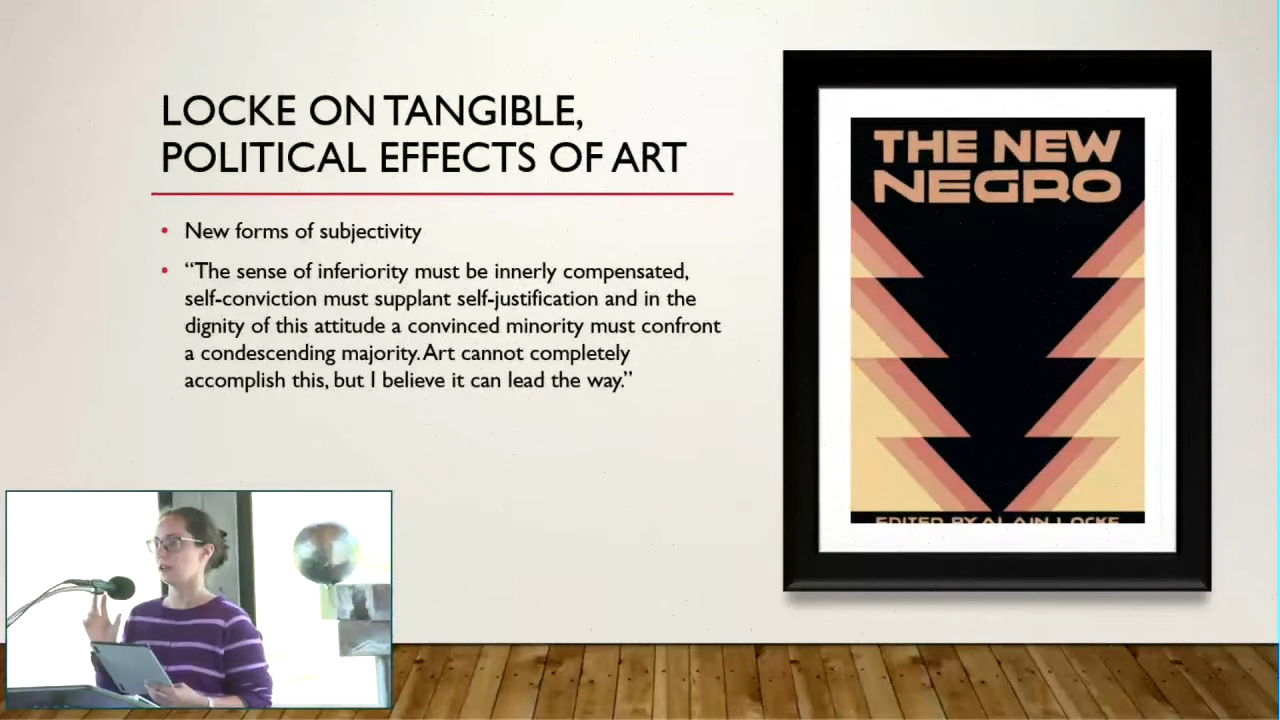 LOCKE ON TANGIBLE,
POLITICAL EFFECTS OF ART
• New forms of subjectivity
• “The sense of inferiority must be innerly compensated,
self-conviction must supplant self-justification and in the
dignity of this attitude a convinced minority must confront
a condescending majority. Art cannot completely
accomplish this, but I believe it can lead the way.”
THE NEW
NEGRO
EDITED BY ALAIN LOCKE